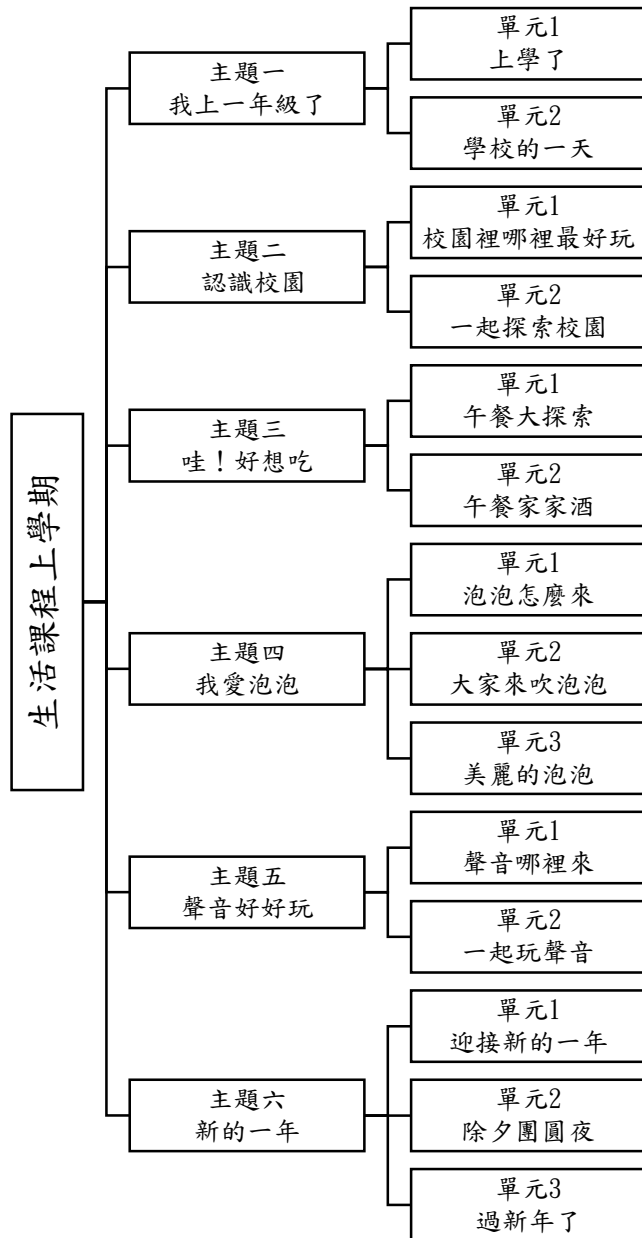 生活課程上學期
主題一
我上一年級了
單元1
上學了
單元2
學校的一天
主題二
認識校園
單元1
校園裡哪裡最好玩
單元2
一起探索校園
主題三
哇！好想吃
單元1
午餐大探索
單元2
午餐家家酒
主題四
我愛泡泡
單元1
泡泡怎麼來
單元2
大家來吹泡泡
單元3
美麗的泡泡
主題五
聲音好好玩
單元1
聲音哪裡來
單元2
一起玩聲音
主題六
新的一年
單元1
迎接新的一年
單元2
除夕團圓夜
單元3
過新年了